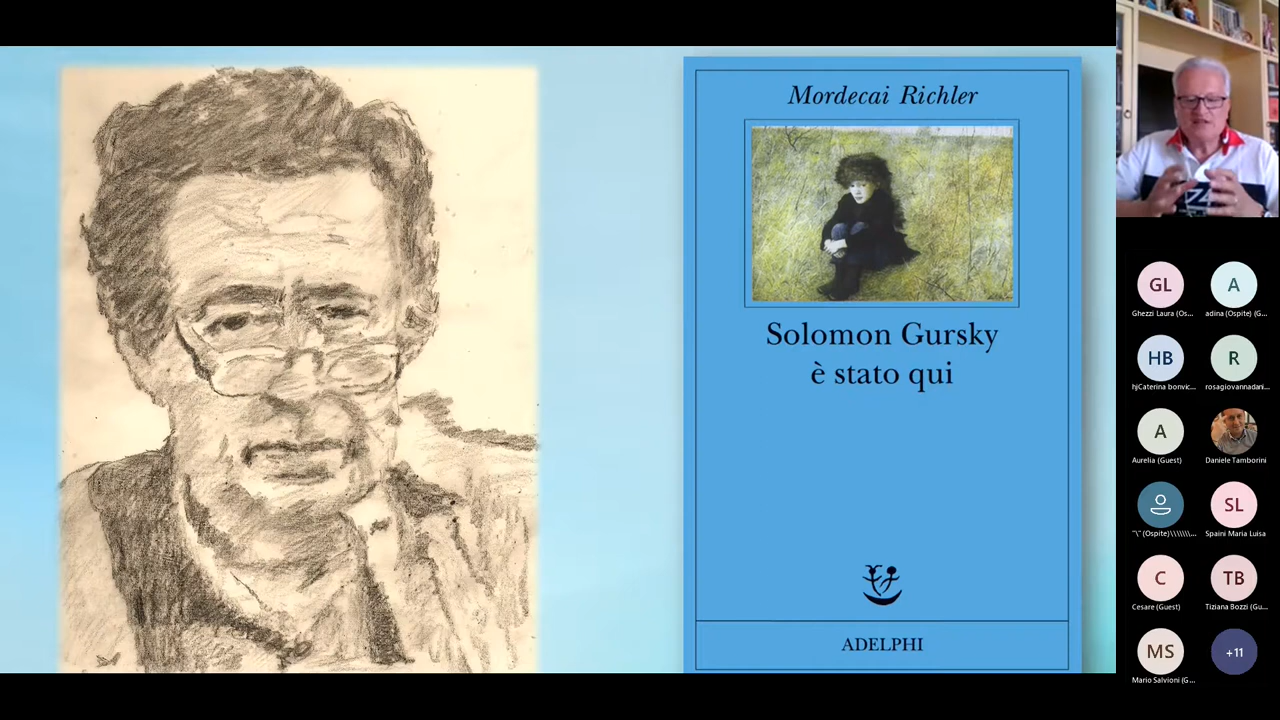 Mordecai Richler
Solomon Gursky
è stato qui
ADELPHI
GL
Ghezzi Laura (Os...
A
adina (Ospite) (G...
HB
hjCaterina bonvic...
R
rosagiovannadani...
A
Aurelia (Guest)
Daniele Tamborini
"\" (Ospite)\\\\\\\...
SL
Spaini Maria Luisa
C
Cesare (Guest)
TB
Tiziana Bozzi (Gu...
MS
Mario Salvioni (G...
+11